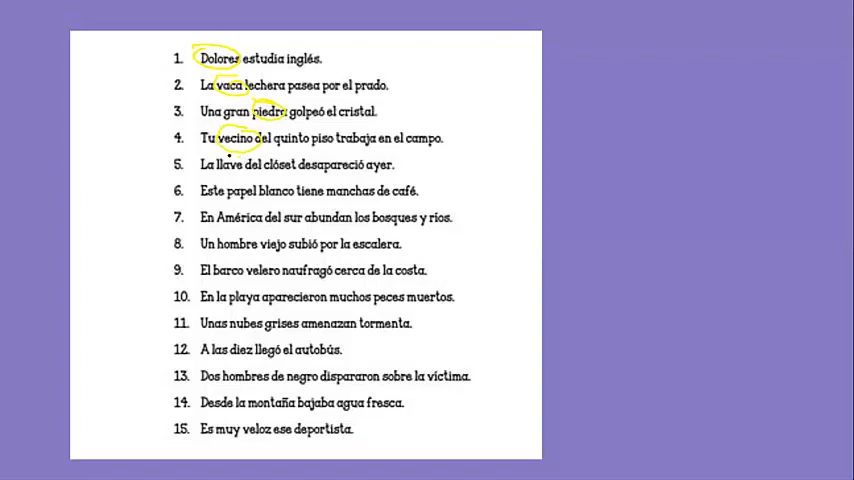 1. Dolores estudia inglés.
2. La vaca lechera pasea por el prado.
3. Una gran piedra golpeó el cristal.
4. Tu vecino del quinto piso trabaja en el campo.
5. La llave del clóset desapareció ayer.
6. Este papel blanco tiene manchas de café.
7. En América del sur abundan los bosques y ríos.
8. Un hombre viejo subió por la escalera.
9. El barco velero naufragó cerca de la costa.
10. En la playa aparecieron muchos peces muertos.
11. Unas nubes grises amenazan tormenta.
12. A las diez llegó el autobús.
13. Dos hombres de negro dispararon sobre la víctima.
14. Desde la montaña bajaba agua fresca.
15. Es muy veloz ese deportista.